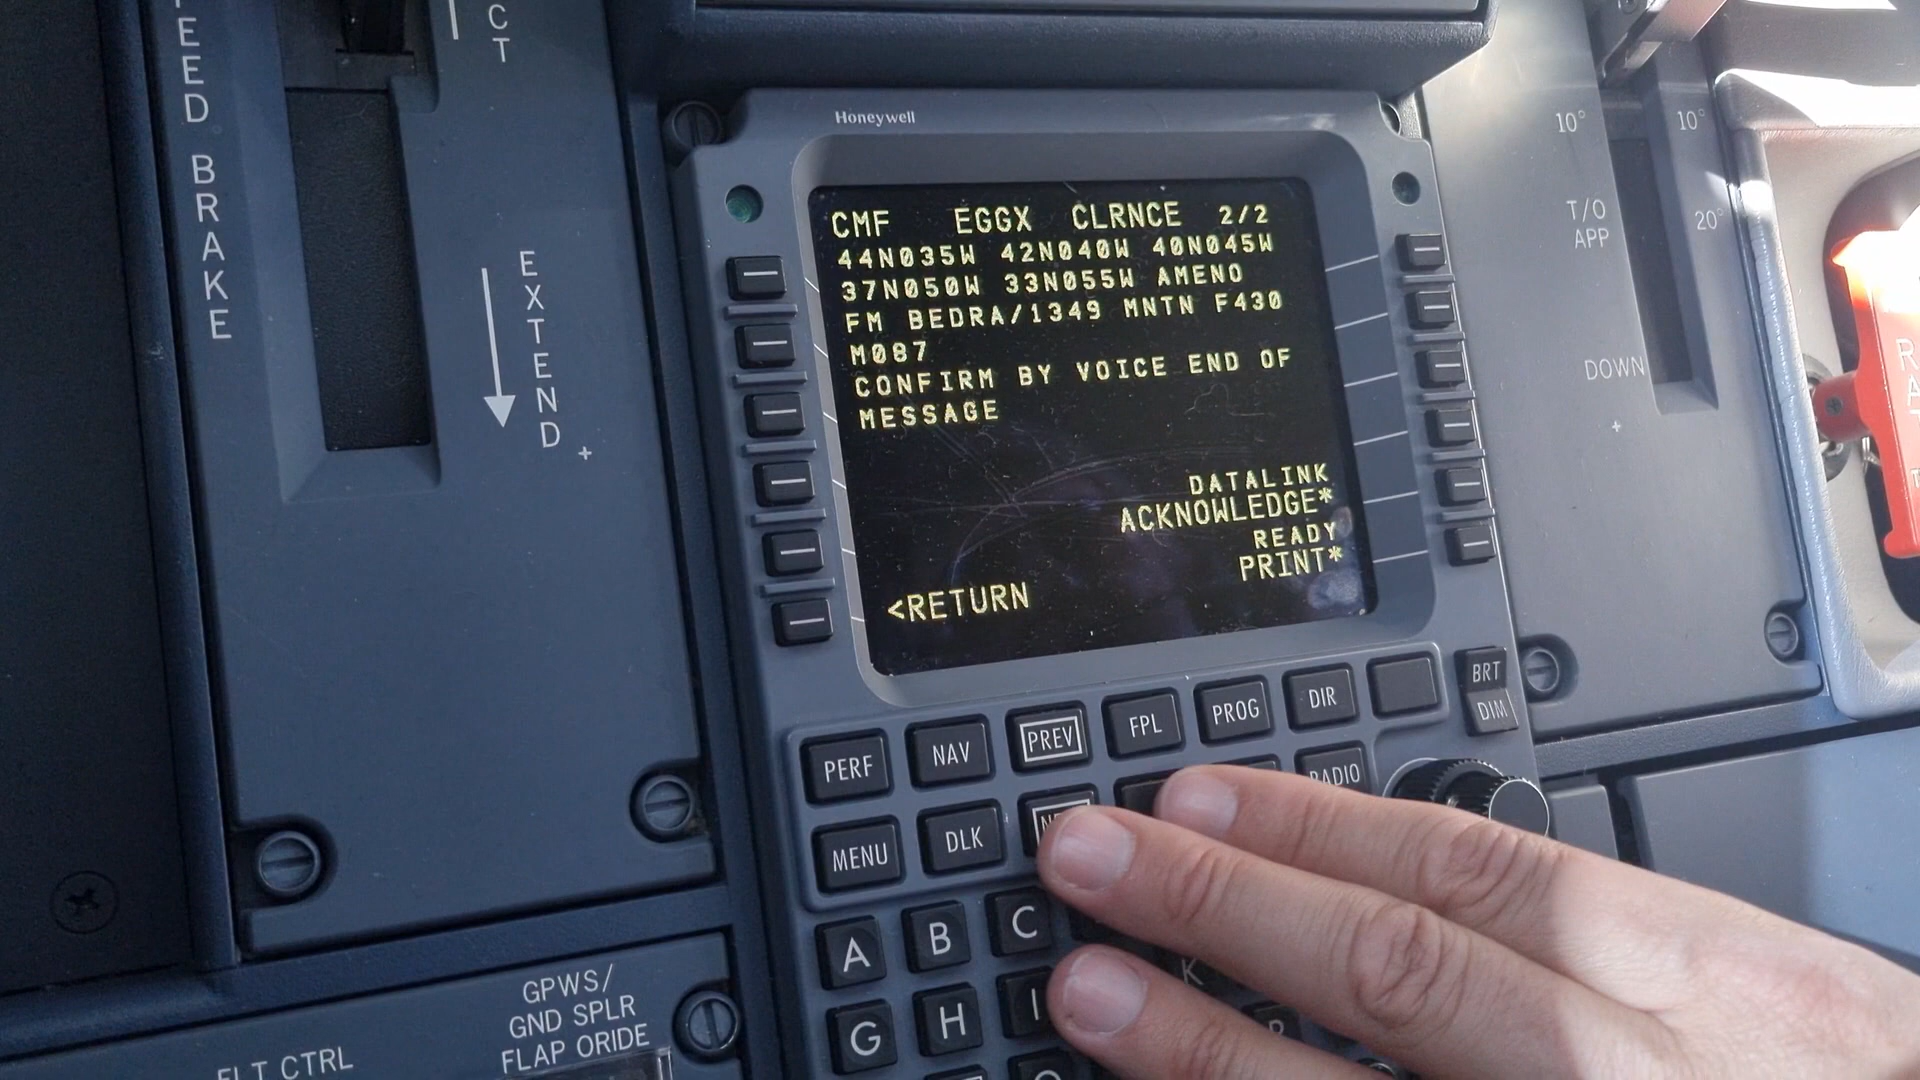 EED BRAKE
CT
EXTEND
Honeywell
CMF EGGX CLRNCE 2/2
44N035W 42N040W 40N045W
37N050W 33N055W AMENO
FM BEDRA/1349 MNTN F430
M087
CONFIRM BY VOICE END OF
MESSAGE
DATALINK
ACKNOWLEDGE*
READY
PRINT*
<RETURN
10° 10°
T/O
APP
20°
DOWN
BRT
DIM
PERF NAV PREV FPL PROG DIR
MENU DLK RADIO
A B C
G H I K
GPWS/
GND SPLR
FLAP ORIDE
FLT CTRL